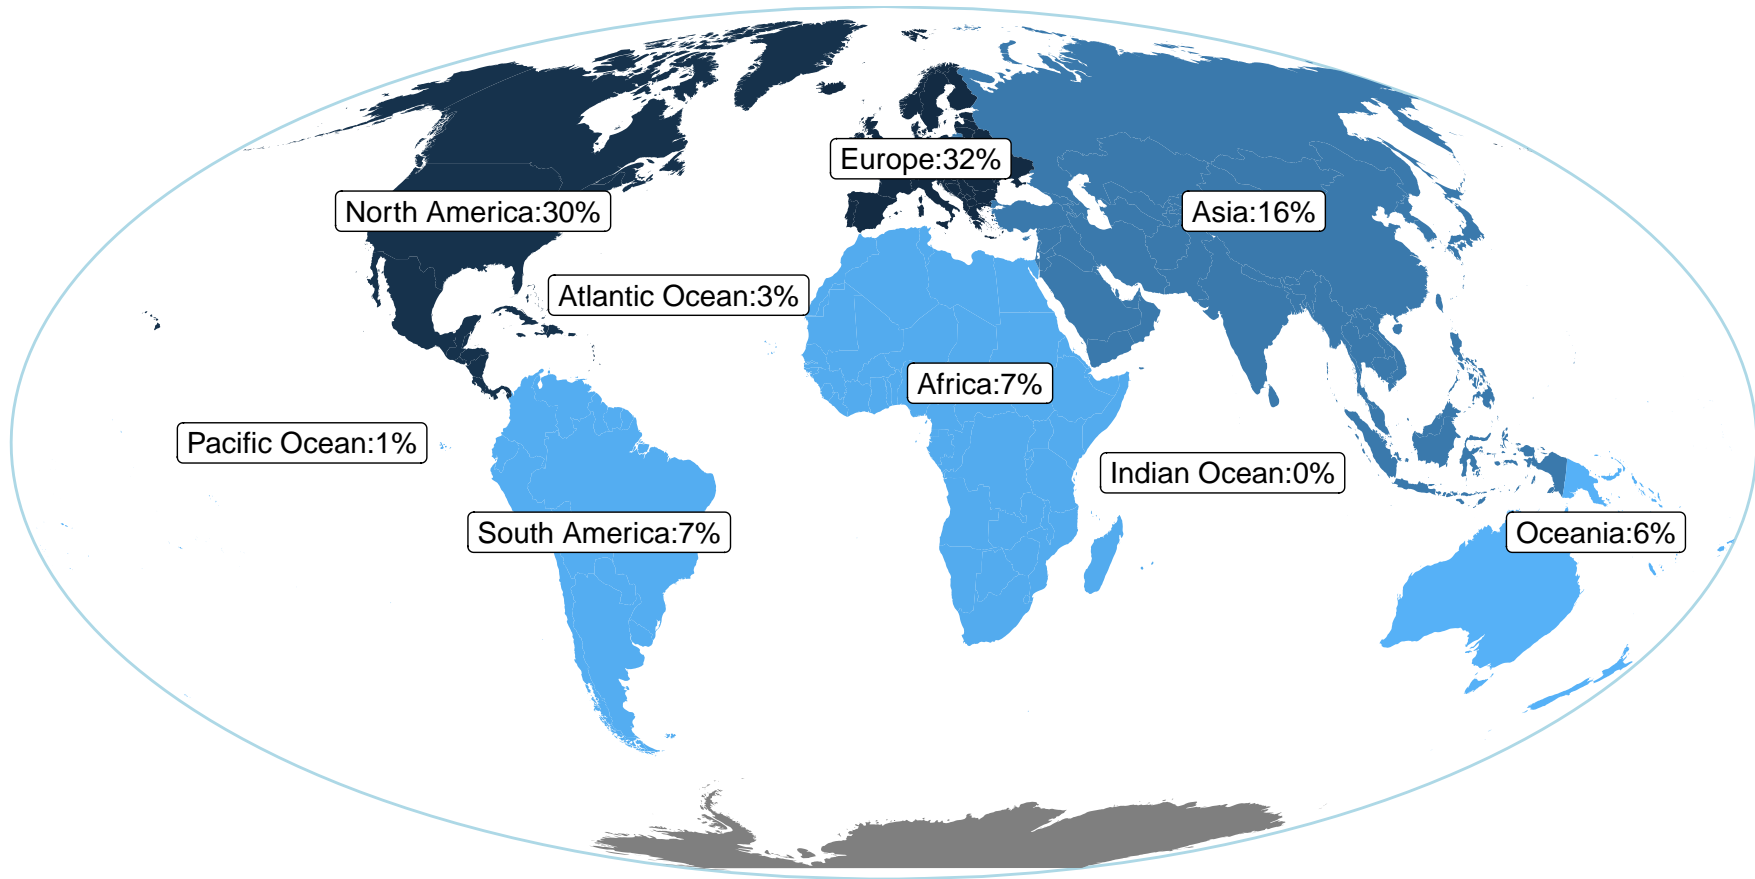 Europe:32%
North America:30%
Asia:16%
Atlantic Ocean:3%
Africa:7%
Pacific Ocean:1%
Indian Ocean:0%
South America:7%
Oceania:6%